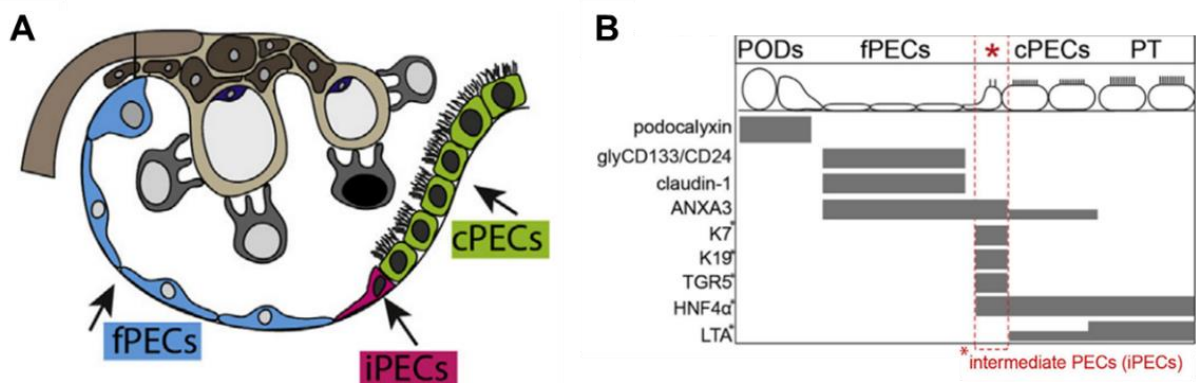 A
cPECs
fPECs
iPECs
B
PODs fPECs * cPECs PT
podocalyxin
glyCD133/CD24
claudin-1
ANXA3
K7*
K19*
TGR5*
HNF4α*
LTA*
*intermediate PECs (iPECs)